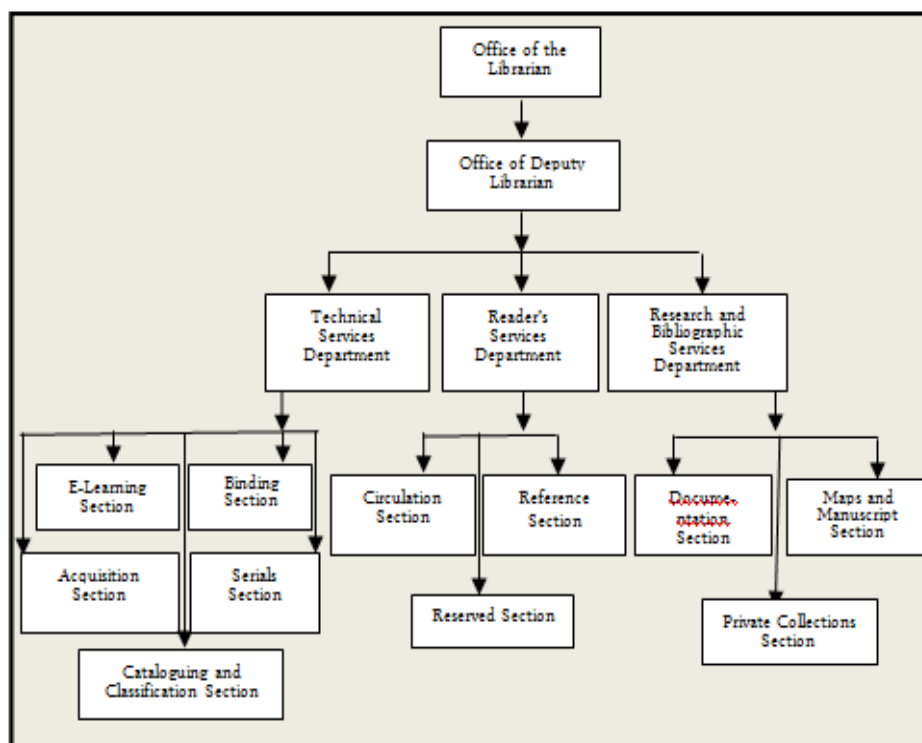 Office of the
Librarian
Office of Deputy
Librarian
Technical
Services
Department
Reader's
Services
Department
Research and
Bibliographic
Services
Department
E-Learning
Section
Binding
Section
Circulation
Section
Reference
Section
Docume-
ntation
Section
Maps and
Manuscript
Section
Acquisition
Section
Serials
Section
Reserved Section
Private Collections
Section
Cataloguing and
Classification Section